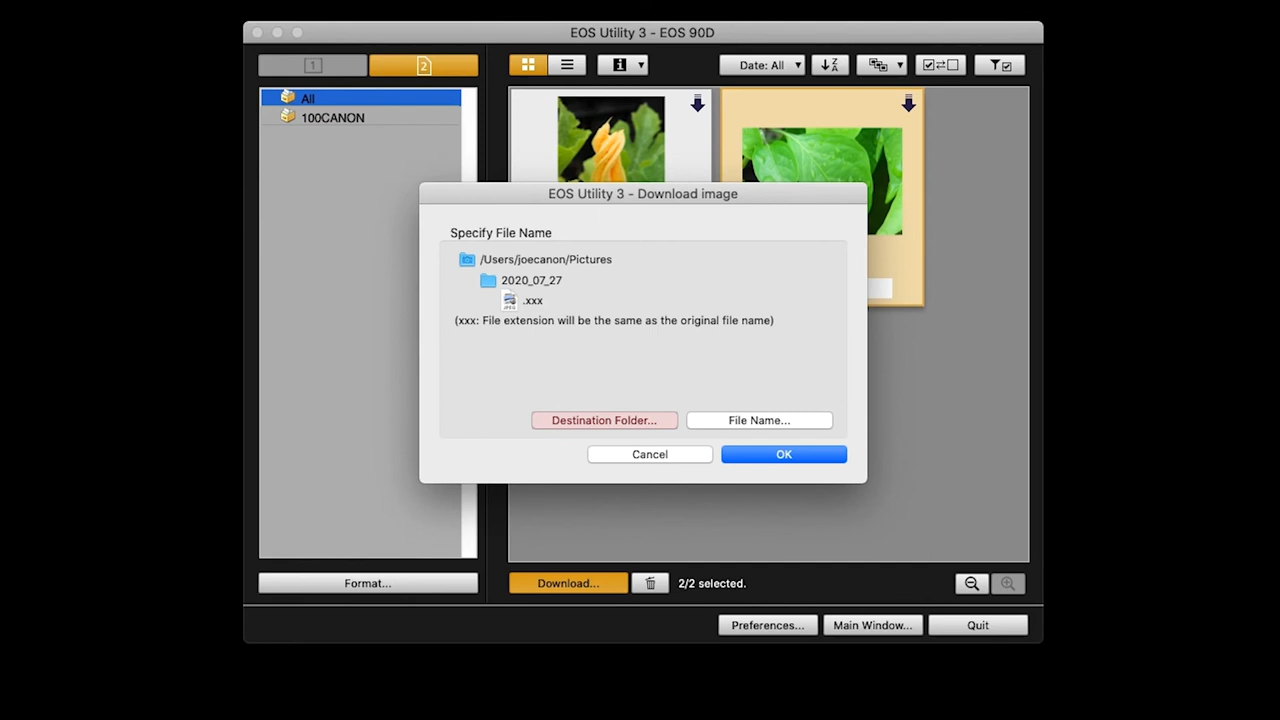 EOS Utility 3 - EOS 90D
1
2
Date: All
All
100CANON
EOS Utility 3 - Download image
Specify File Name
/Users/joecanon/Pictures
2020_07_27
JPEG
.xxx
(xxx: File extension will be the same as the original file name)
Destination Folder...
File Name...
Cancel
OK
Format...
Download...
2/2 selected.
Preferences...
Main Window...
Quit